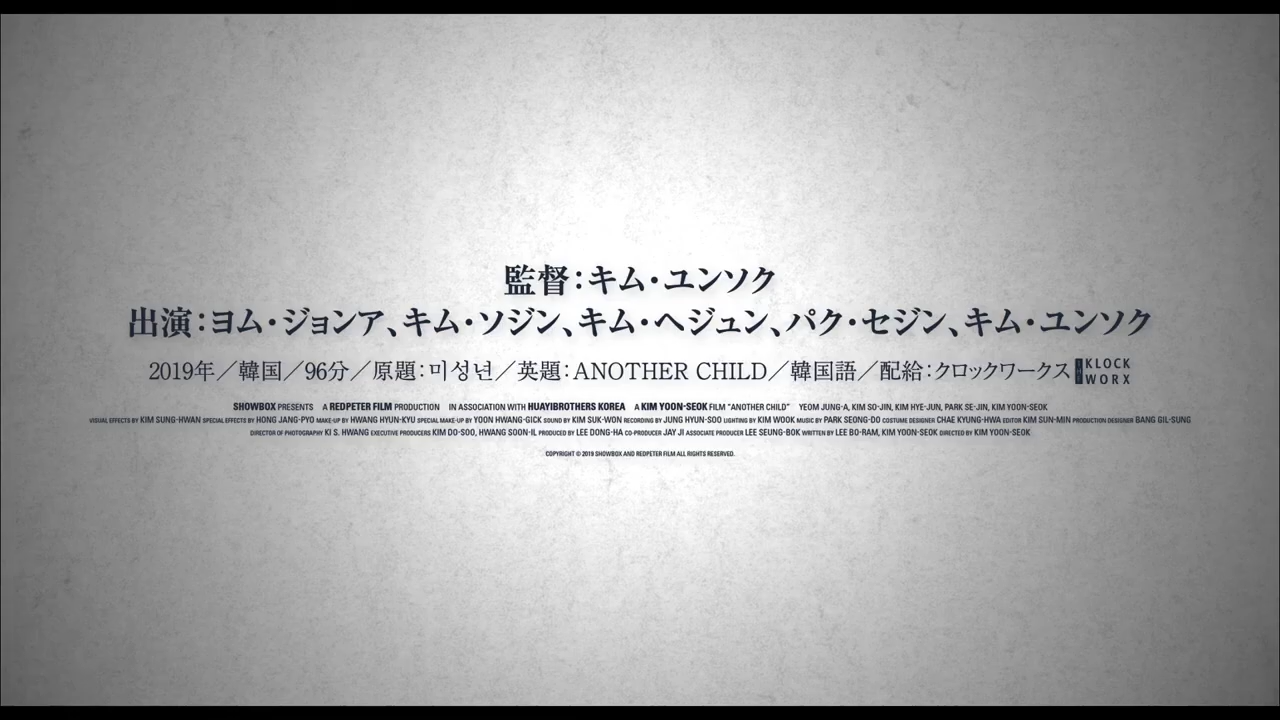 監督：キム・ユンソク
出演：ヨム・ジョンア、キム・ソジン、キム・ヘジュン、パク・セジン、キム・ユンソク
2019年／韓国／96分／原題：미성년／英題：ANOTHER CHILD／韓国語／配給：クロックワークス THE KLOCK WORX
SHOWBOX PRESENTS A REDPETER FILM PRODUCTION IN ASSOCIATION WITH HUAYIBROTHERS KOREA A KIM YOON-SEOK FILM "ANOTHER CHILD" YEOM JUNG-A, KIM SO-JIN, KIM HYE-JUN, PARK SE-JIN, KIM YOON-SEOK
VISUAL EFFECTS BY KIM SUNG-HWAN SPECIAL EFFECTS BY HONG JANG-PYO MAKE-UP BY HWANG HYUN-KYU SPECIAL MAKE-UP BY YOON HWANG-GICK SOUND BY KIM SUK-WON RECORDING BY JUNG HYUN-SOO LIGHTING BY KIM WOOK MUSIC BY PARK SEONG-DO COSTUME DESIGNER CHAE KYUNG-HWA EDITOR KIM SUN-MIN PRODUCTION DESIGNER BANG GIL-SUNG
DIRECTOR OF PHOTOGRAPHY KI S. HWANG EXECUTIVE PRODUCERS KIM DO-SOO, HWANG SOON-IL PRODUCED BY LEE DONG-HA CO-PRODUCER JAY JI ASSOCIATE PRODUCER LEE SEUNG-BOK WRITTEN BY LEE BO-RAM, KIM YOON-SEOK DIRECTED BY KIM YOON-SEOK
COPYRIGHT © 2019 SHOWBOX AND REDPETER FILM ALL RIGHTS RESERVED.